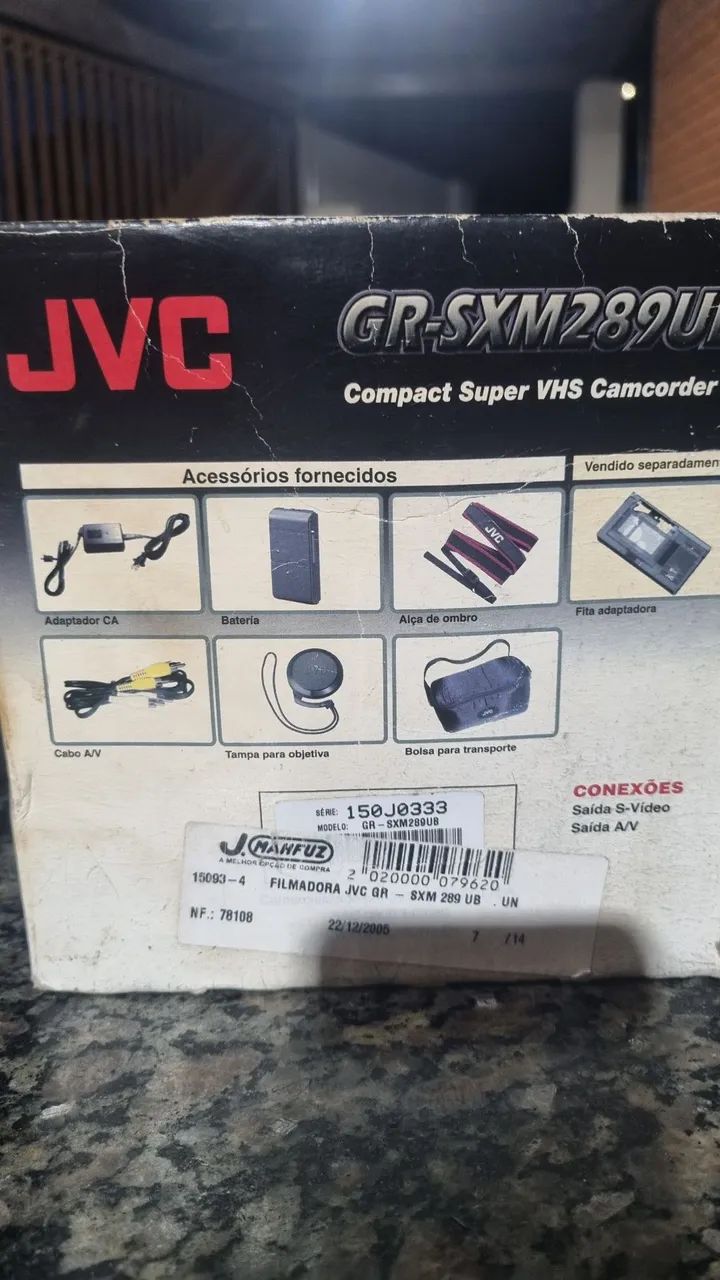 JVC
GR-SXM289U
Compact Super VHS Camcorder
Acessórios fornecidos
Vendido separadamen
JVC
Adaptador CA
Bateria
Alça de ombro
Fita adaptadora
JVC
Cabo A/V
Tampa para objetiva
Bolsa para transporte
CONEXÕES
Saída S-Vídeo
Saída A/V
SÉRIE: 150J0333
MODELO: GR-SXM289UB
J. MAHFUZ
A MELHOR OPÇÃO DE COMPRA
2 020000 079620
15093-4 FILMADORA JVC GR - SXM 289 UB . UN
NF.: 78108 22/12/2005 7 /14